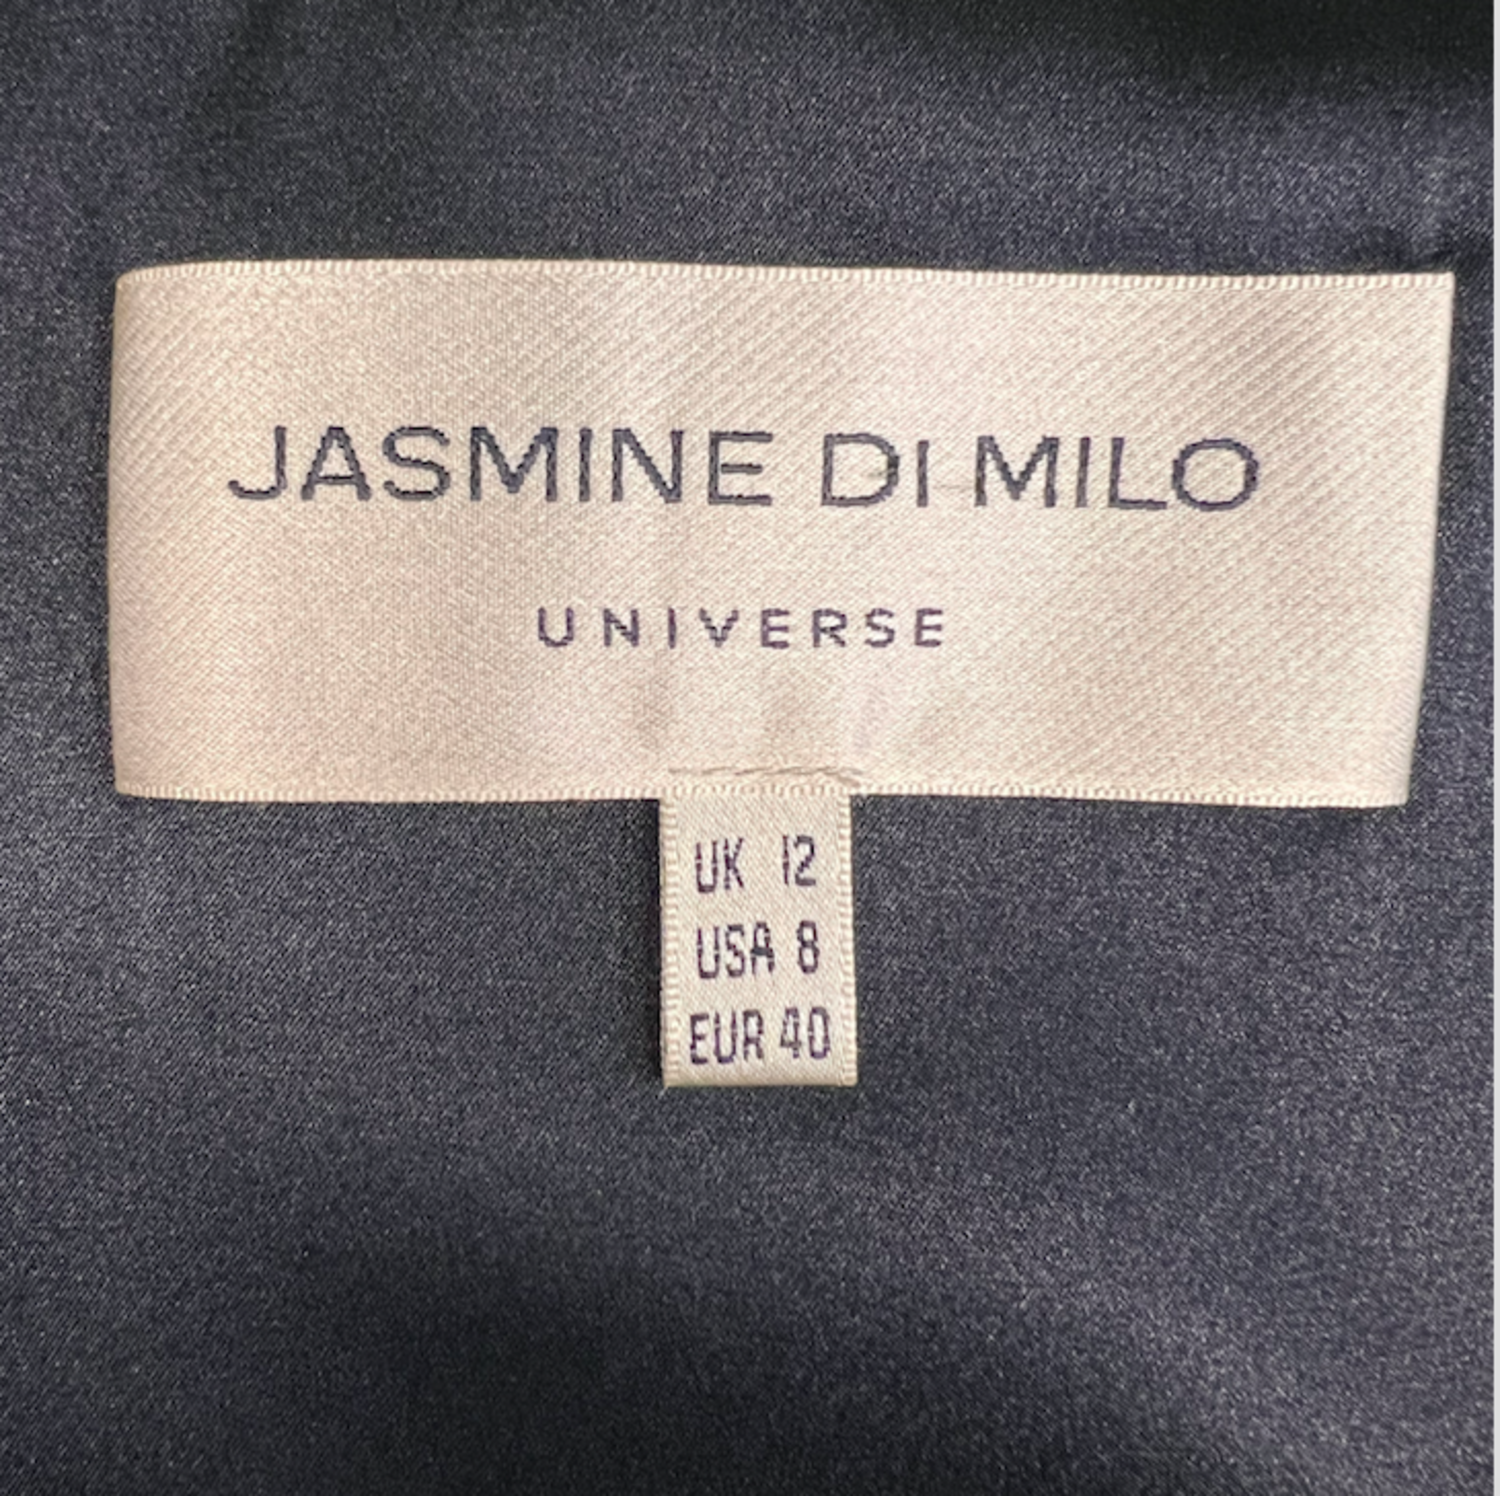 JASMINE DI MILO
UNIVERSE
UK 12
USA 8
EUR 40